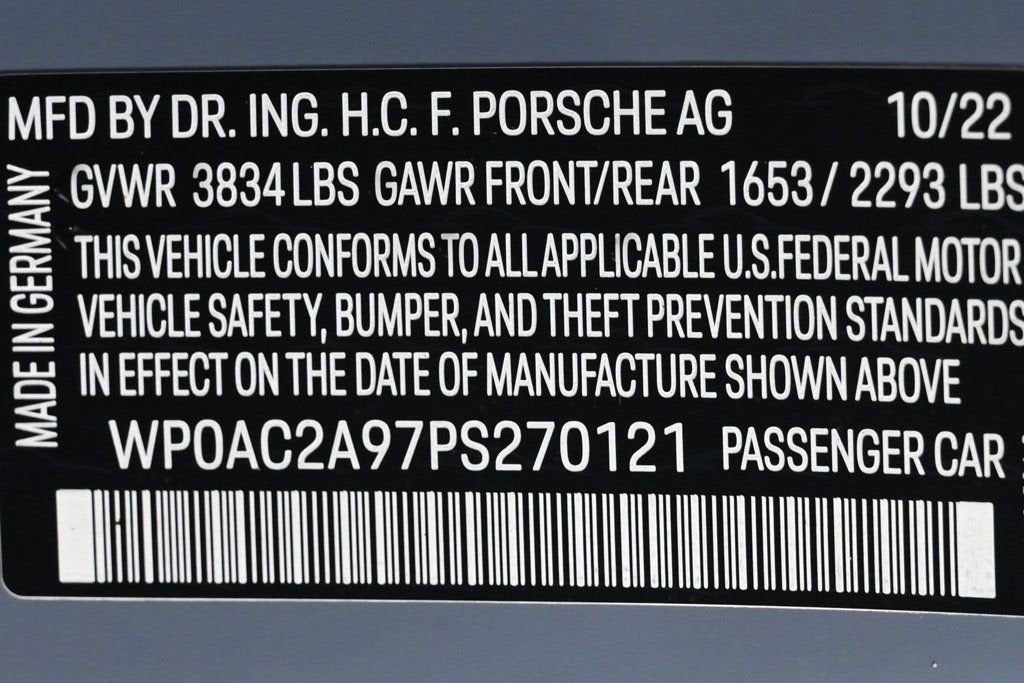 MFD BY DR. ING. H.C. F. PORSCHE AG 10/22
GVWR 3834 LBS GAWR FRONT/REAR 1653 / 2293 LBS
THIS VEHICLE CONFORMS TO ALL APPLICABLE U.S.FEDERAL MOTOR
VEHICLE SAFETY, BUMPER, AND THEFT PREVENTION STANDARDS
IN EFFECT ON THE DATE OF MANUFACTURE SHOWN ABOVE
WP0AC2A97PS270121 PASSENGER CAR
MADE IN GERMANY